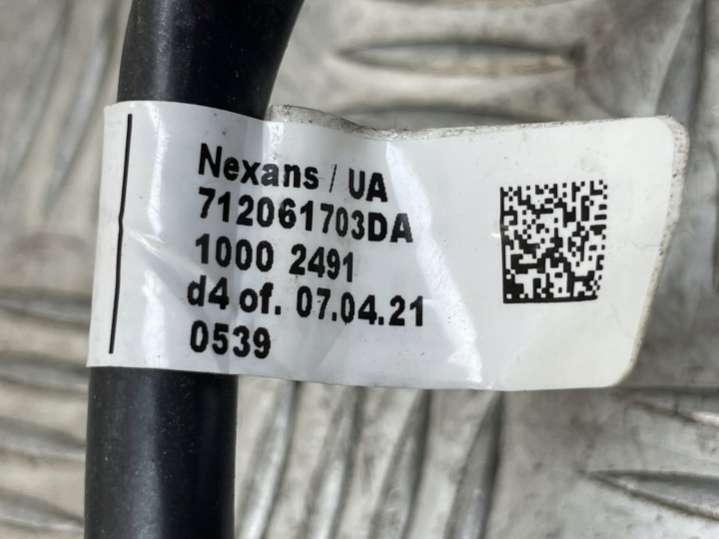 Nexans / UA
712061703DA
1000 2491
d4 of. 07.04.21
0539